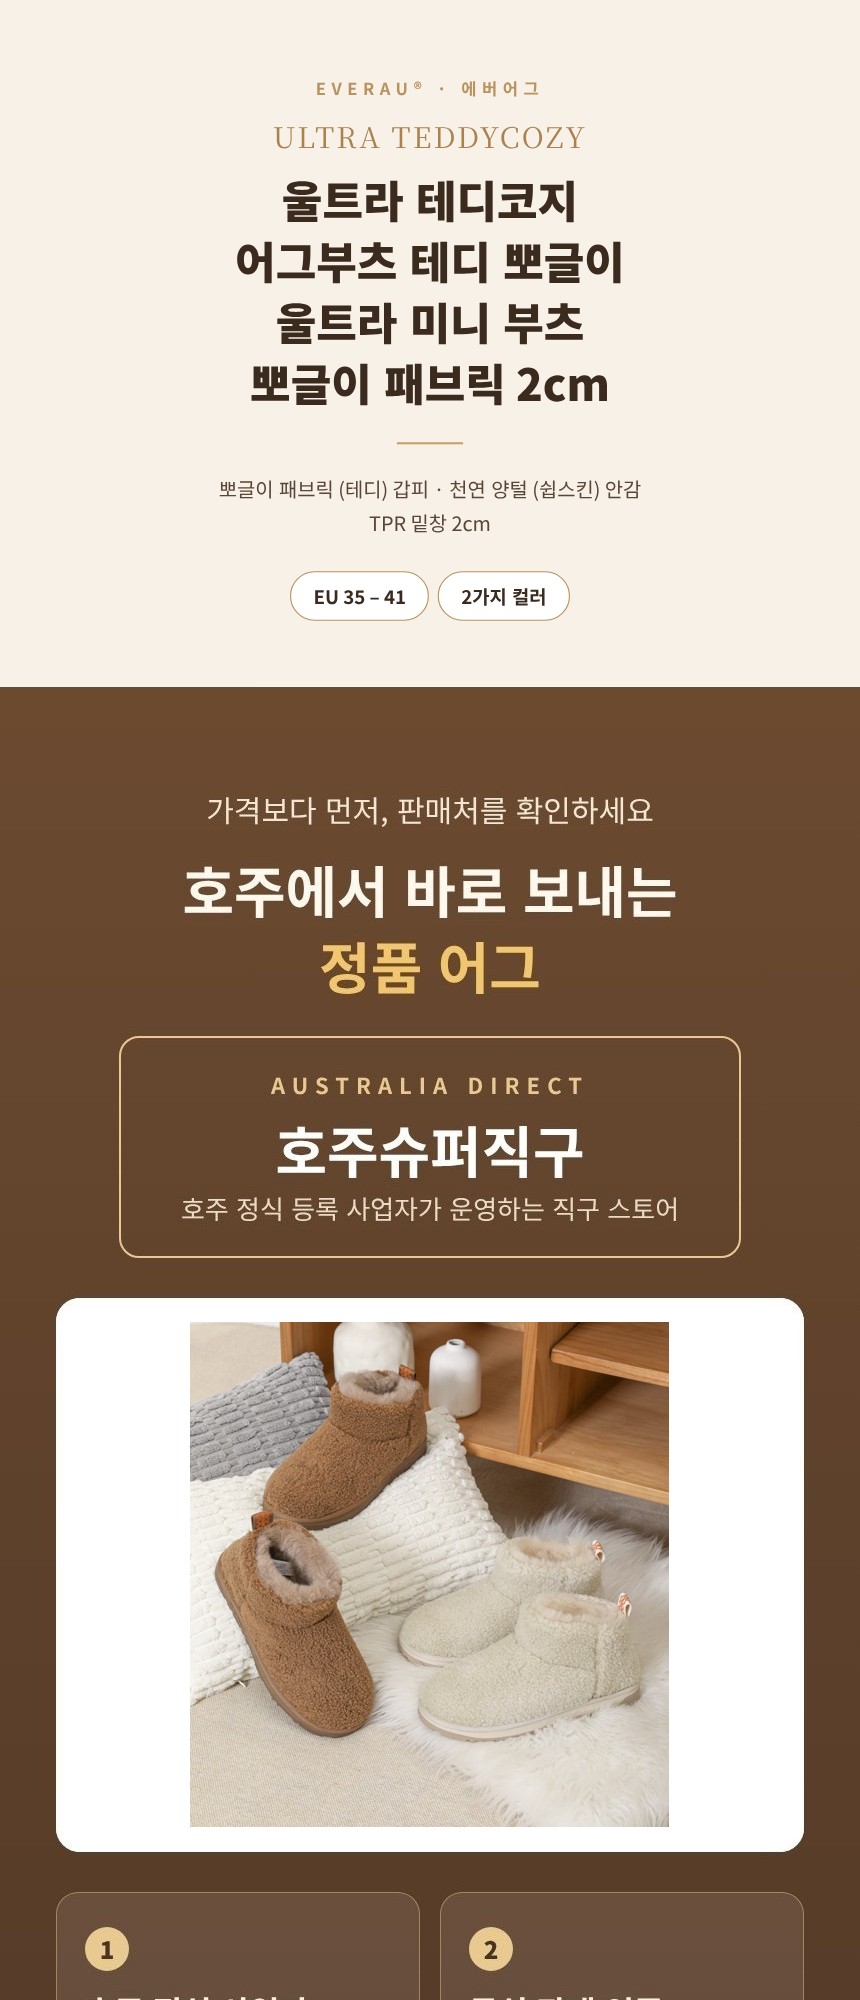 EVERAU® · 에버어그
ULTRA TEDDYCOZY
울트라 테디코지
어그부츠 테디 뽀글이
울트라 미니 부츠
뽀글이 패브릭 2cm
뽀글이 패브릭 (테디) 갑피 · 천연 양털 (쉽스킨) 안감
TPR 밑창 2cm
EU 35 – 41
2가지 컬러
가격보다 먼저, 판매처를 확인하세요
호주에서 바로 보내는
정품 어그
AUSTRALIA DIRECT
호주슈퍼직구
호주 정식 등록 사업자가 운영하는 직구 스토어
1
2